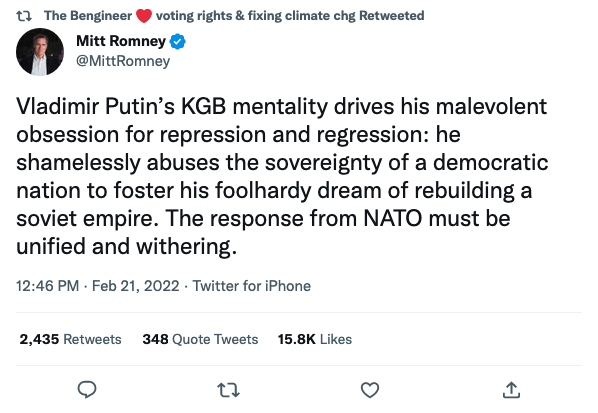 The Bengineer ❤️ voting rights & fixing climate chg Retweeted
Mitt Romney
@MittRomney
Vladimir Putin’s KGB mentality drives his malevolent
obsession for repression and regression: he
shamelessly abuses the sovereignty of a democratic
nation to foster his foolhardy dream of rebuilding a
soviet empire. The response from NATO must be
unified and withering.
12:46 PM · Feb 21, 2022 · Twitter for iPhone
2,435 Retweets 348 Quote Tweets 15.8K Likes